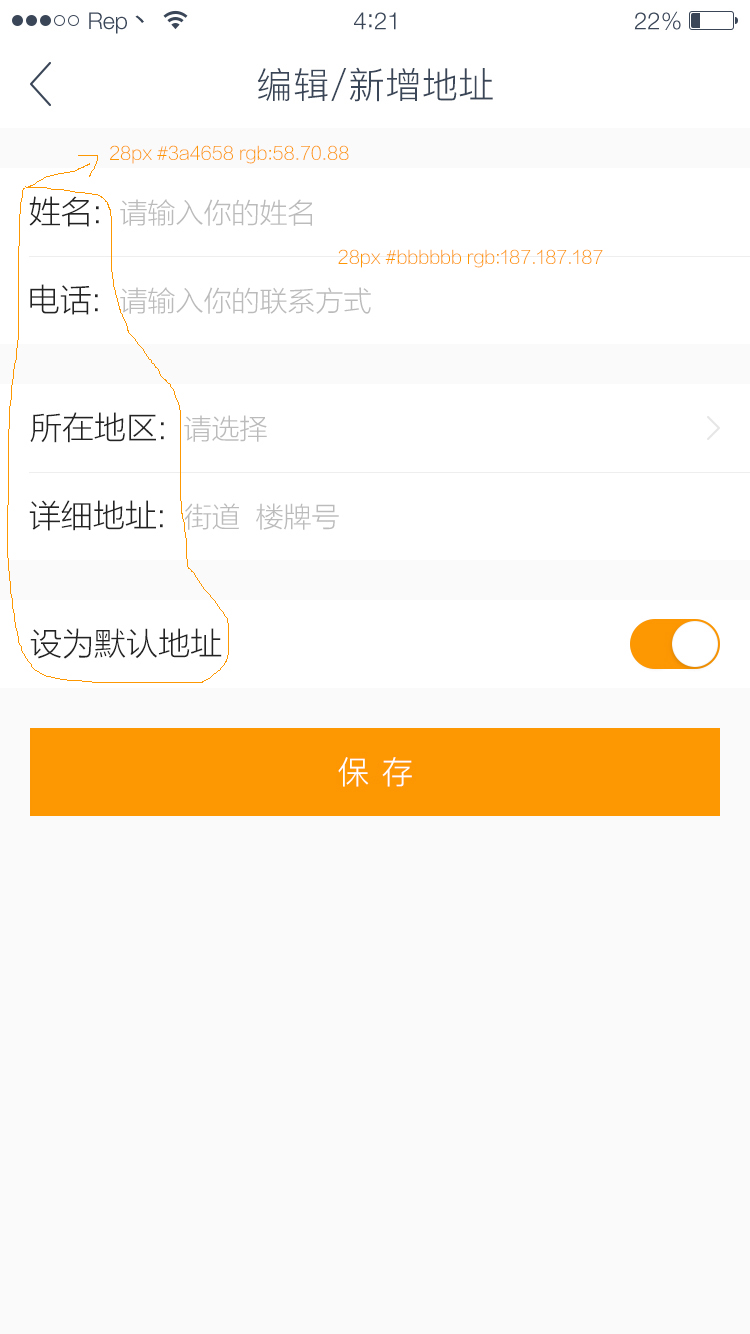 Rep 4:21 22%
编辑/新增地址
28px #3a4658 rgb:58.70.88
姓名: 请输入你的姓名
28px #bbbbbb rgb:187.187.187
电话: 请输入你的联系方式
所在地区: 请选择
详细地址: 街道 楼牌号
设为默认地址
保 存